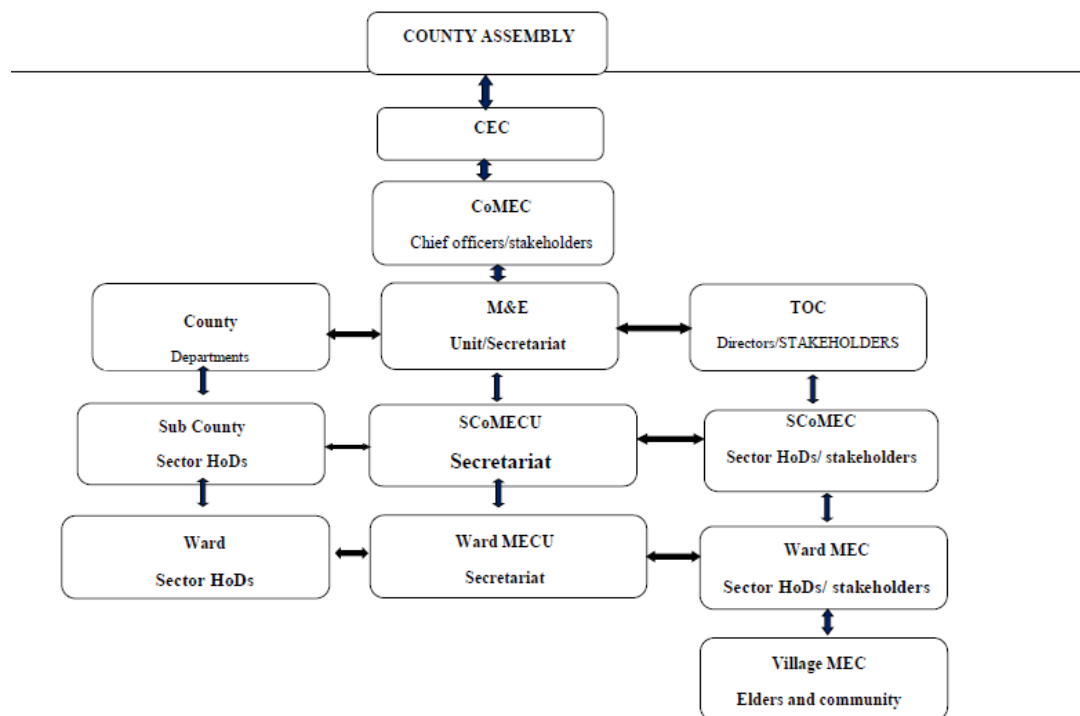 COUNTY ASSEMBLY
CEC
CoMEC
Chief officers/stakeholders
County
Departments
M&E
Unit/Secretariat
TOC
Directors/STAKEHOLDERS
Sub County
Sector HoDs
SCoMECU
Secretariat
SCoMEC
Sector HoDs/ stakeholders
Ward
Sector HoDs
Ward MECU
Secretariat
Ward MEC
Sector HoDs/ stakeholders
Village MEC
Elders and community